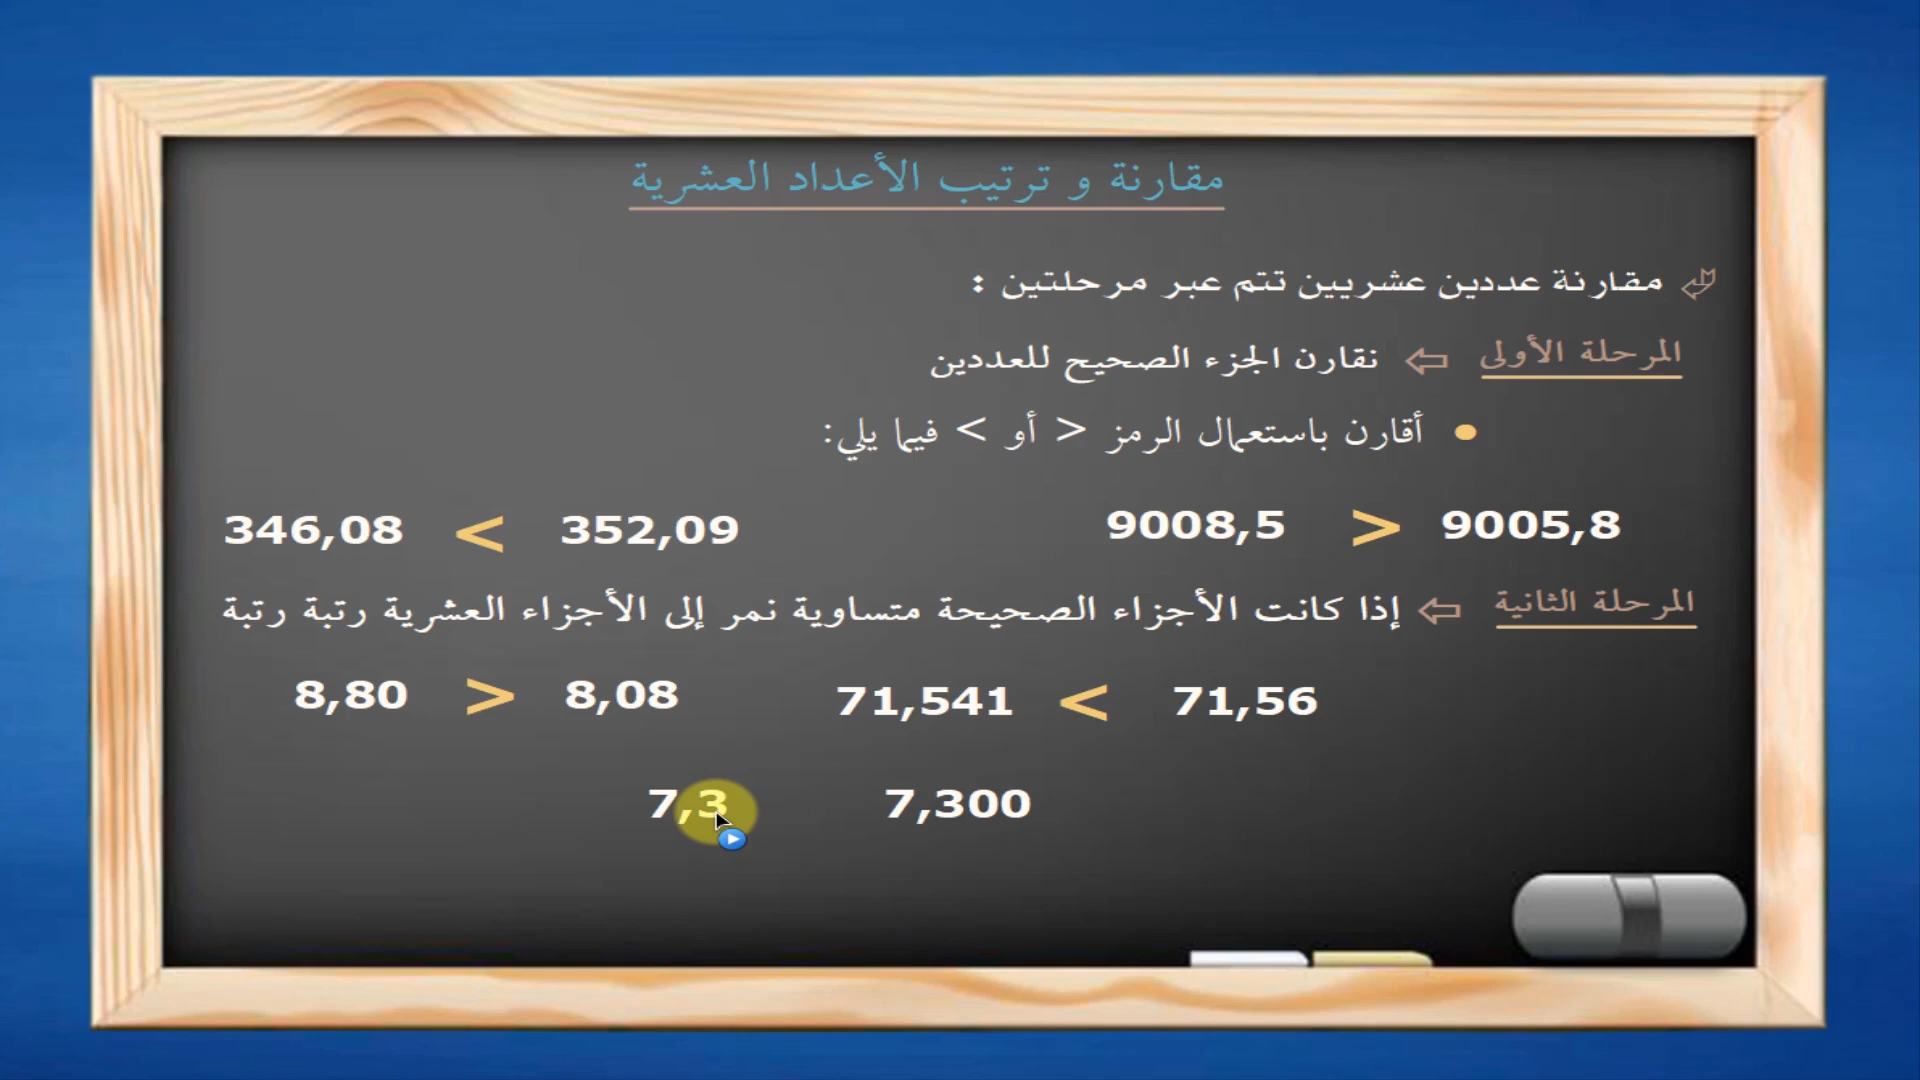 مقارنة و ترتيب الأعداد العشرية
مقارنة عددين عشريين تتم عبر مرحلتين :
المرحلة الأولى ⇦ نقارن الجزء الصحيح للعددين
• أقارن باستعمال الرمز > أو < فيما يلي:
346,08 < 352,09 9008,5 > 9005,8
المرحلة الثانية ⇦ إذا كانت الأجزاء الصحيحة متساوية نمر إلى الأجزاء العشرية رتبة رتبة
8,80 > 8,08 71,541 < 71,56
7,3 7,300